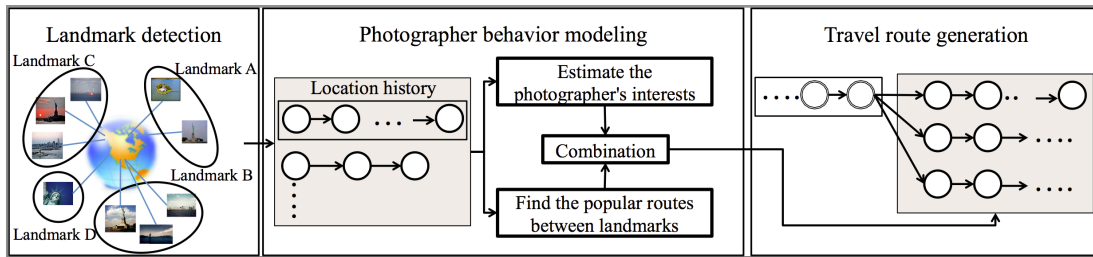 Landmark detection
Landmark C
Landmark A
Landmark B
Landmark D
Photographer behavior modeling
Location history
Estimate the
photographer's interests
Combination
Find the popular routes
between landmarks
Travel route generation